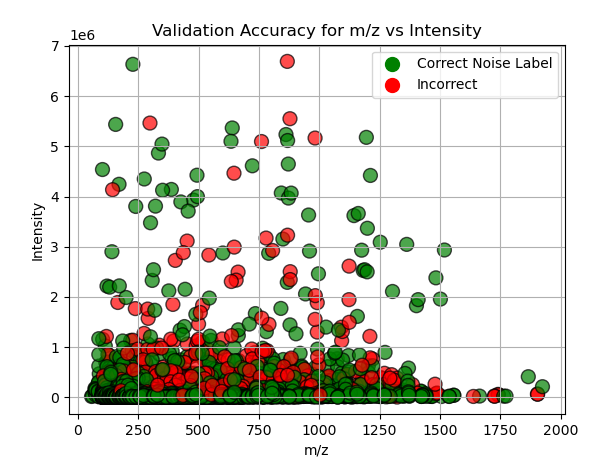 Validation Accuracy for m/z vs Intensity
1e6
7
6
5
4
3
2
1
0
Intensity
Correct Noise Label
Incorrect
0 250 500 750 1000 1250 1500 1750 2000
m/z